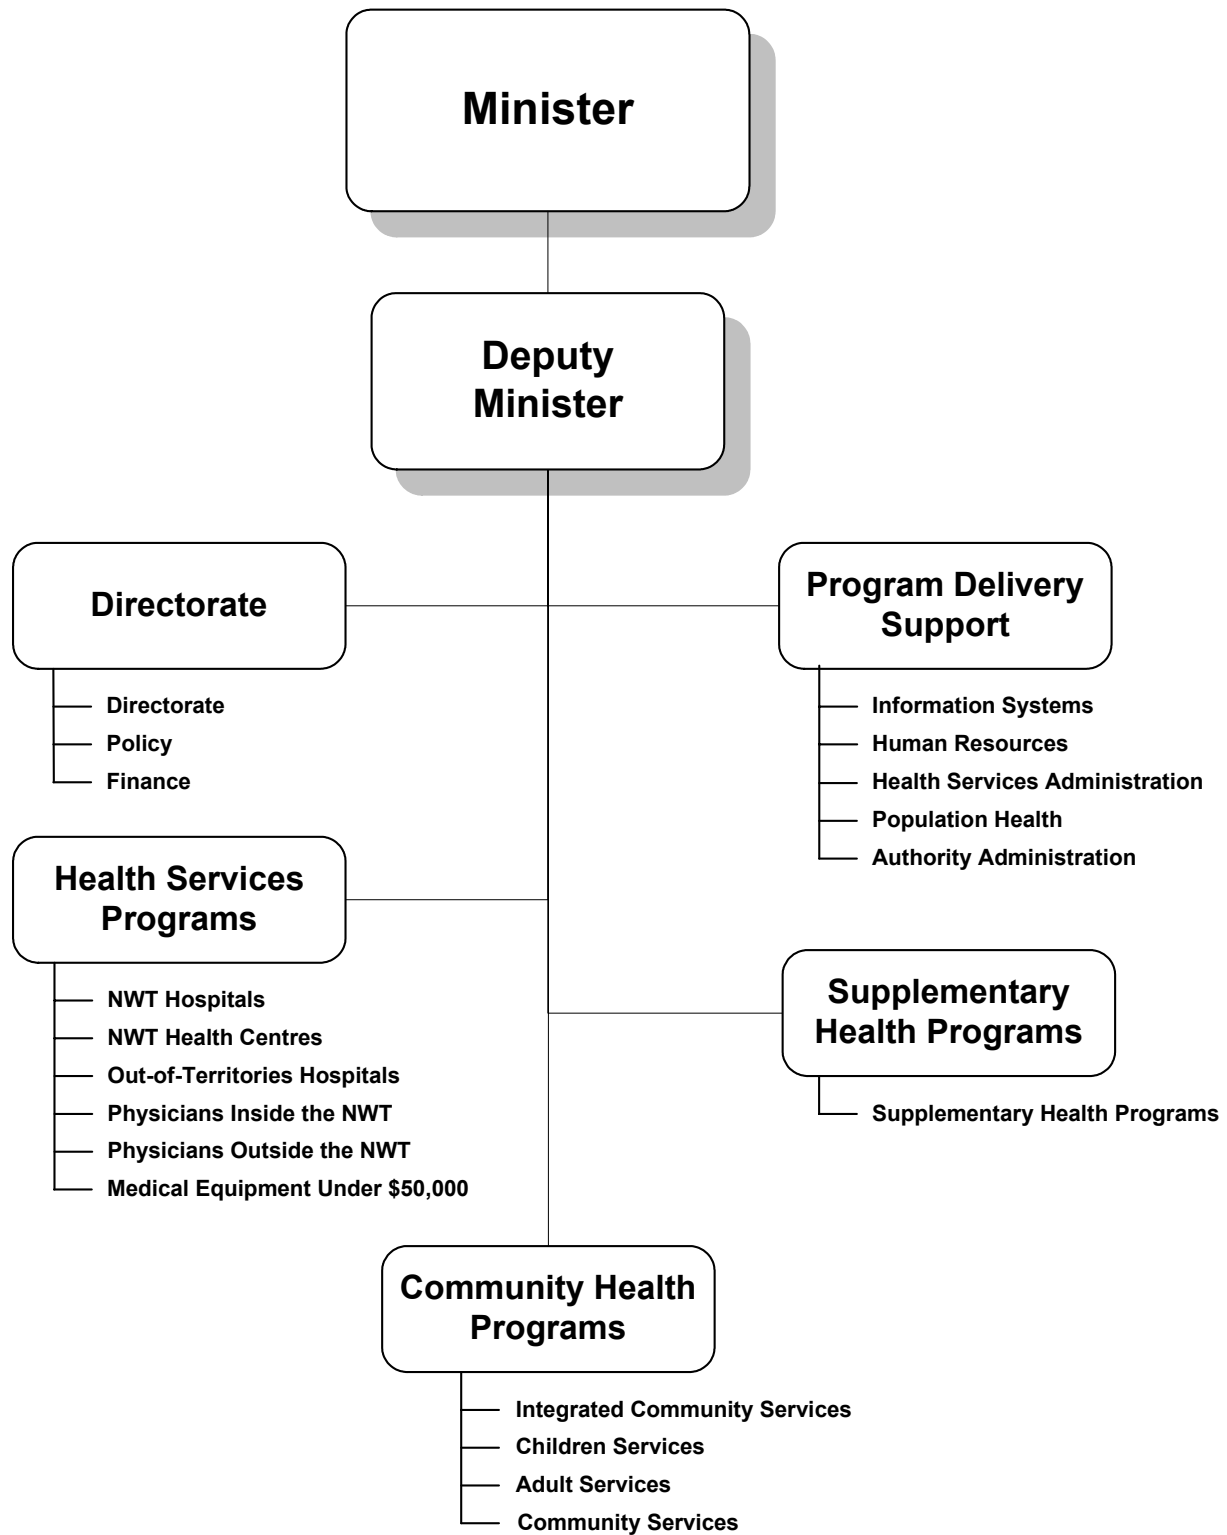 Minister
Deputy
Minister
Directorate
Directorate
Policy
Finance
Program Delivery
Support
Information Systems
Human Resources
Health Services Administration
Population Health
Authority Administration
Health Services
Programs
NWT Hospitals
NWT Health Centres
Out-of-Territories Hospitals
Physicians Inside the NWT
Physicians Outside the NWT
Medical Equipment Under $50,000
Supplementary
Health Programs
Supplementary Health Programs
Community Health
Programs
Integrated Community Services
Children Services
Adult Services
Community Services